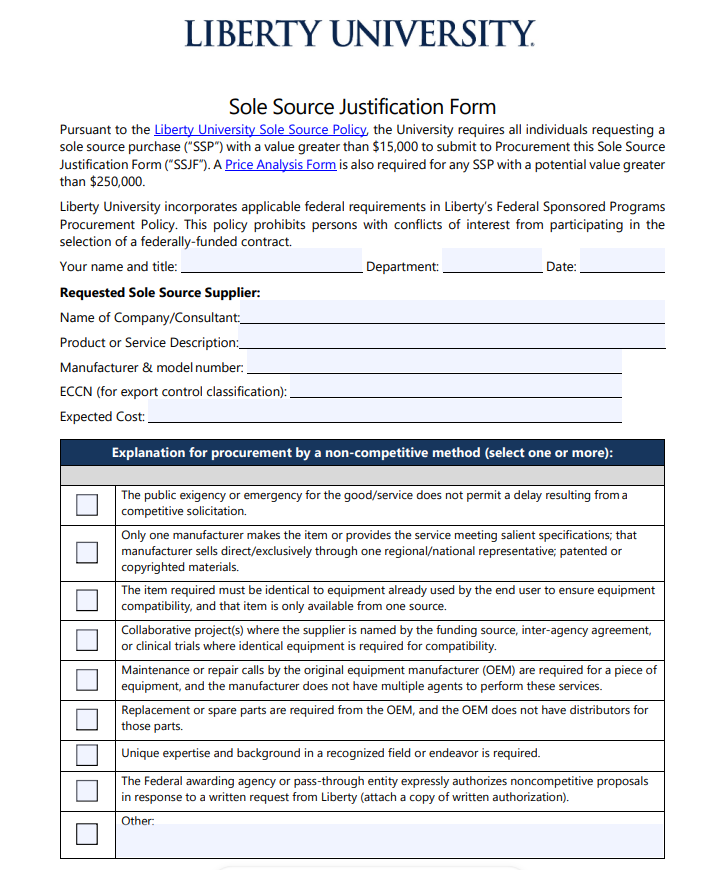 LIBERTY UNIVERSITY.
Sole Source Justification Form
Pursuant to the Liberty University Sole Source Policy, the University requires all individuals requesting a
sole source purchase (“SSP”) with a value greater than $15,000 to submit to Procurement this Sole Source
Justification Form (“SSJF”). A Price Analysis Form is also required for any SSP with a potential value greater
than $250,000.
Liberty University incorporates applicable federal requirements in Liberty’s Federal Sponsored Programs
Procurement Policy. This policy prohibits persons with conflicts of interest from participating in the
selection of a federally-funded contract.
Your name and title: Department: Date:
Requested Sole Source Supplier:
Name of Company/Consultant:
Product or Service Description:
Manufacturer & model number:
ECCN (for export control classification):
Expected Cost:
Explanation for procurement by a non-competitive method (select one or more):
The public exigency or emergency for the good/service does not permit a delay resulting from a
competitive solicitation.
Only one manufacturer makes the item or provides the service meeting salient specifications; that
manufacturer sells direct/exclusively through one regional/national representative; patented or
copyrighted materials.
The item required must be identical to equipment already used by the end user to ensure equipment
compatibility, and that item is only available from one source.
Collaborative project(s) where the supplier is named by the funding source, inter-agency agreement,
or clinical trials where identical equipment is required for compatibility.
Maintenance or repair calls by the original equipment manufacturer (OEM) are required for a piece of
equipment, and the manufacturer does not have multiple agents to perform these services.
Replacement or spare parts are required from the OEM, and the OEM does not have distributors for
those parts.
Unique expertise and background in a recognized field or endeavor is required.
The Federal awarding agency or pass-through entity expressly authorizes noncompetitive proposals
in response to a written request from Liberty (attach a copy of written authorization).
Other: